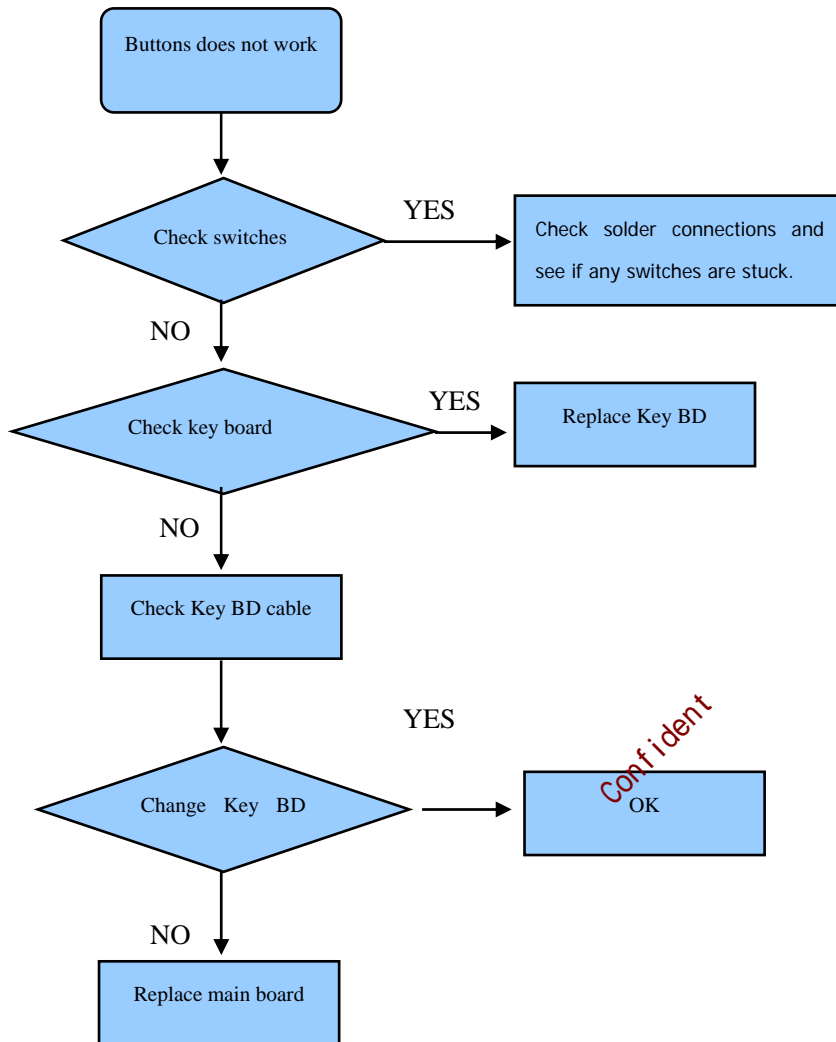 Buttons does not work
Check switches
YES
Check solder connections and
see if any switches are stuck.
NO
Check key board
YES
Replace Key BD
NO
Check Key BD cable
YES
Change Key BD
Confident
OK
NO
Replace main board